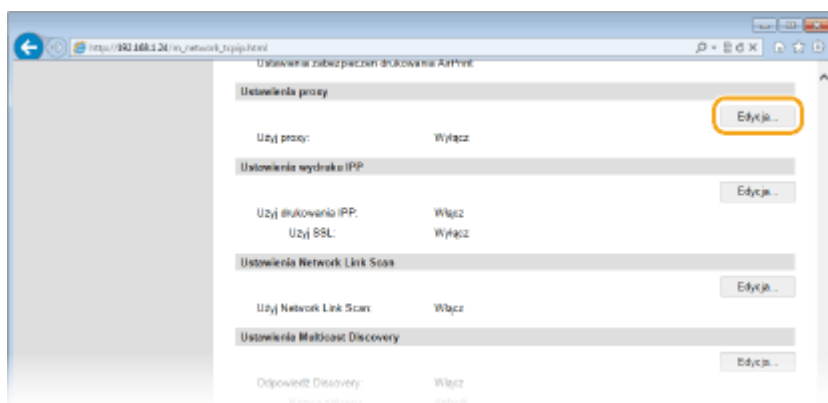 http://192.168.1.24/m_network_tcpip.html
Ustawienia zabezpieczeń drukowania AirPrint
Ustawienia proxy
Edycja...
Użyj proxy: Wyłącz
Ustawienia wydruku IPP
Edycja...
Użyj drukowania IPP: Włącz
Użyj SSL: Wyłącz
Ustawienia Network Link Scan
Edycja...
Użyj Network Link Scan: Włącz
Ustawienia Multicast Discovery
Edycja...
Odpowiedź Discovery: Włącz